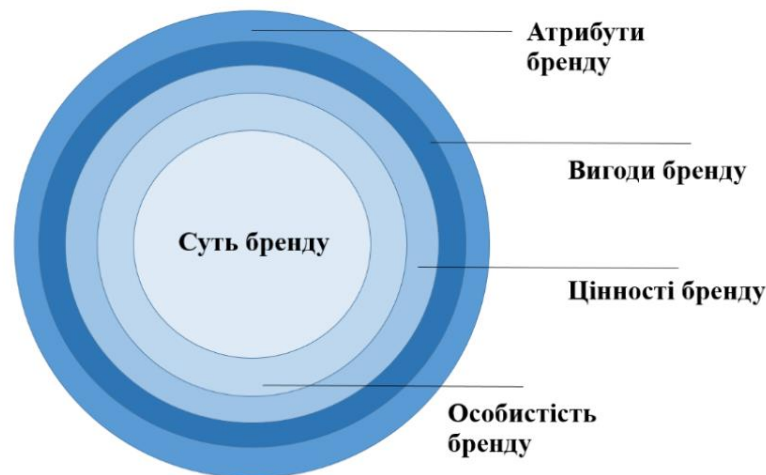 Атрибути
бренду
Вигоди бренду
Суть бренду
Цінності бренду
Особистість
бренду